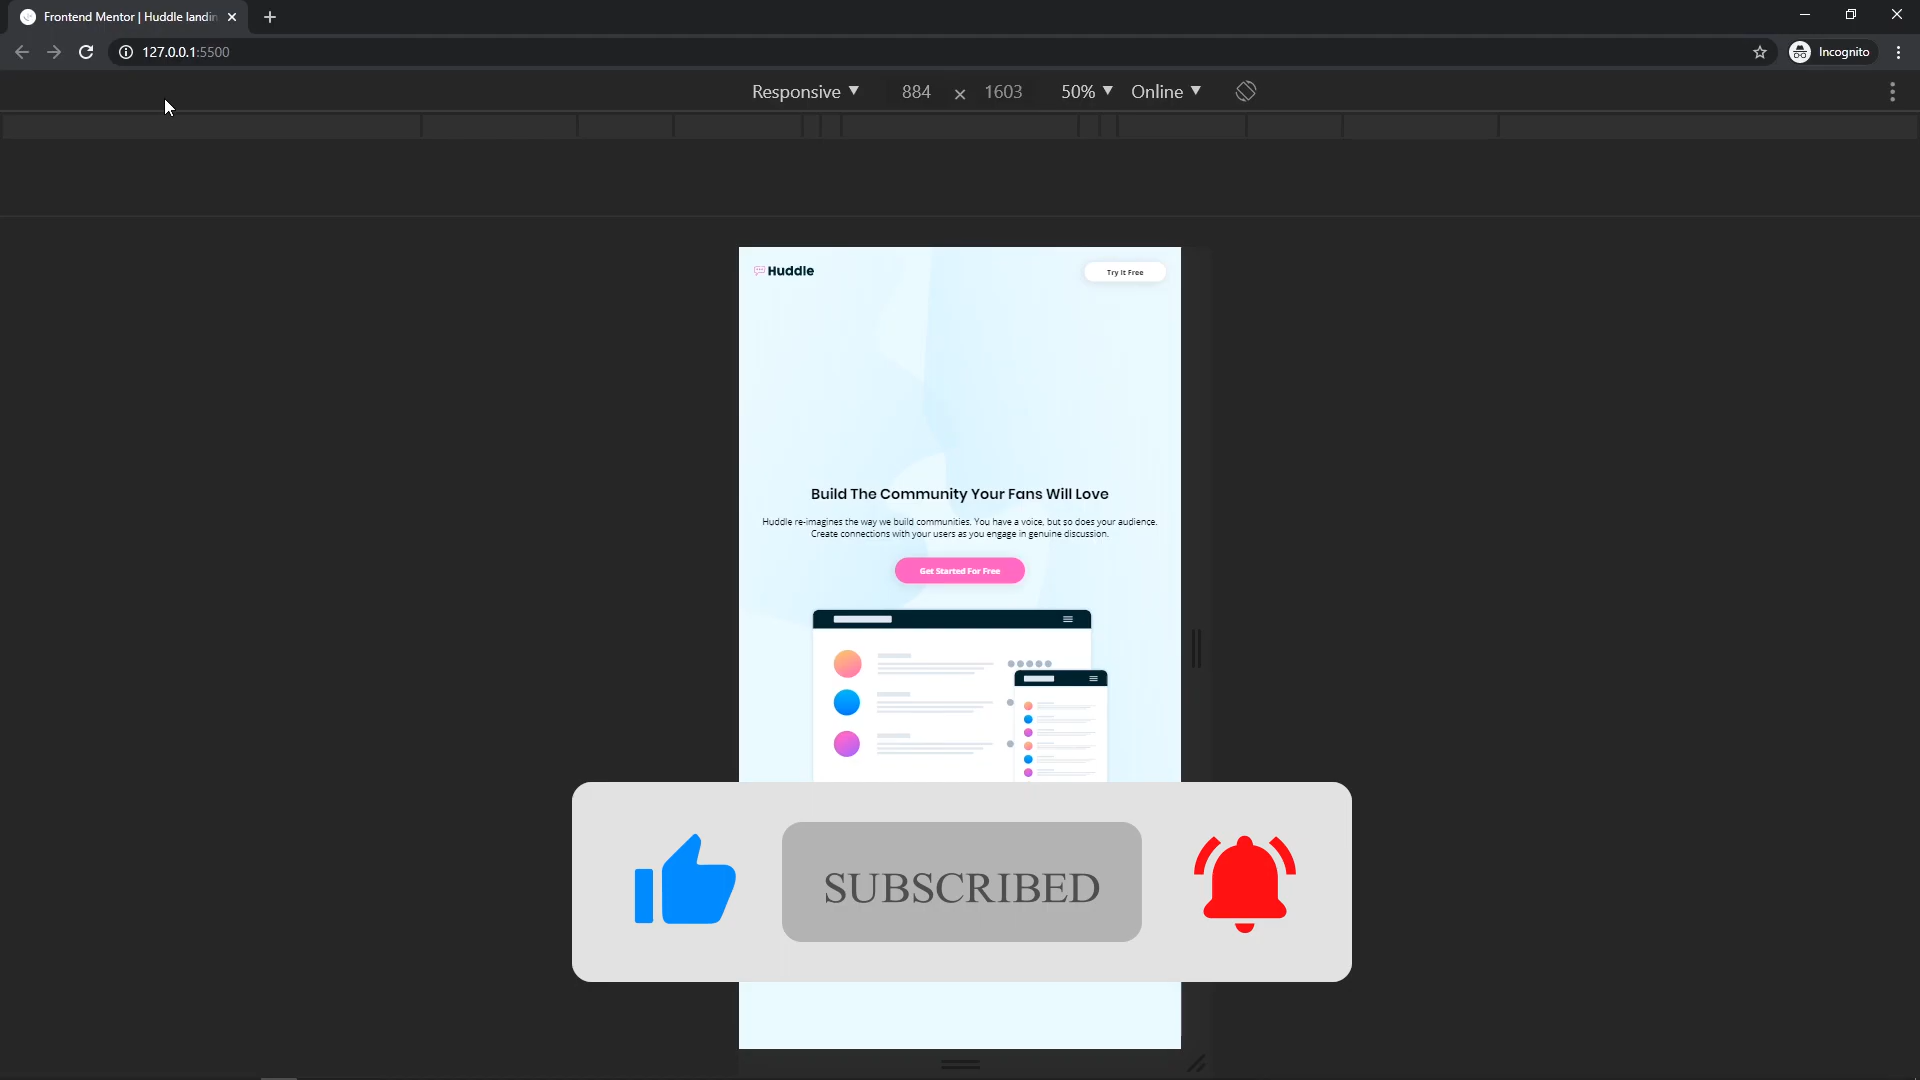 Frontend Mentor | Huddle landin
127.0.0.1:5500
Incognito
Responsive 884 × 1603 50% Online
Huddle
Try It Free
Build The Community Your Fans Will Love
Huddle re-imagines the way we build communities. You have a voice, but so does your audience.
Create connections with your users as you engage in genuine discussion.
Get Started For Free
SUBSCRIBED